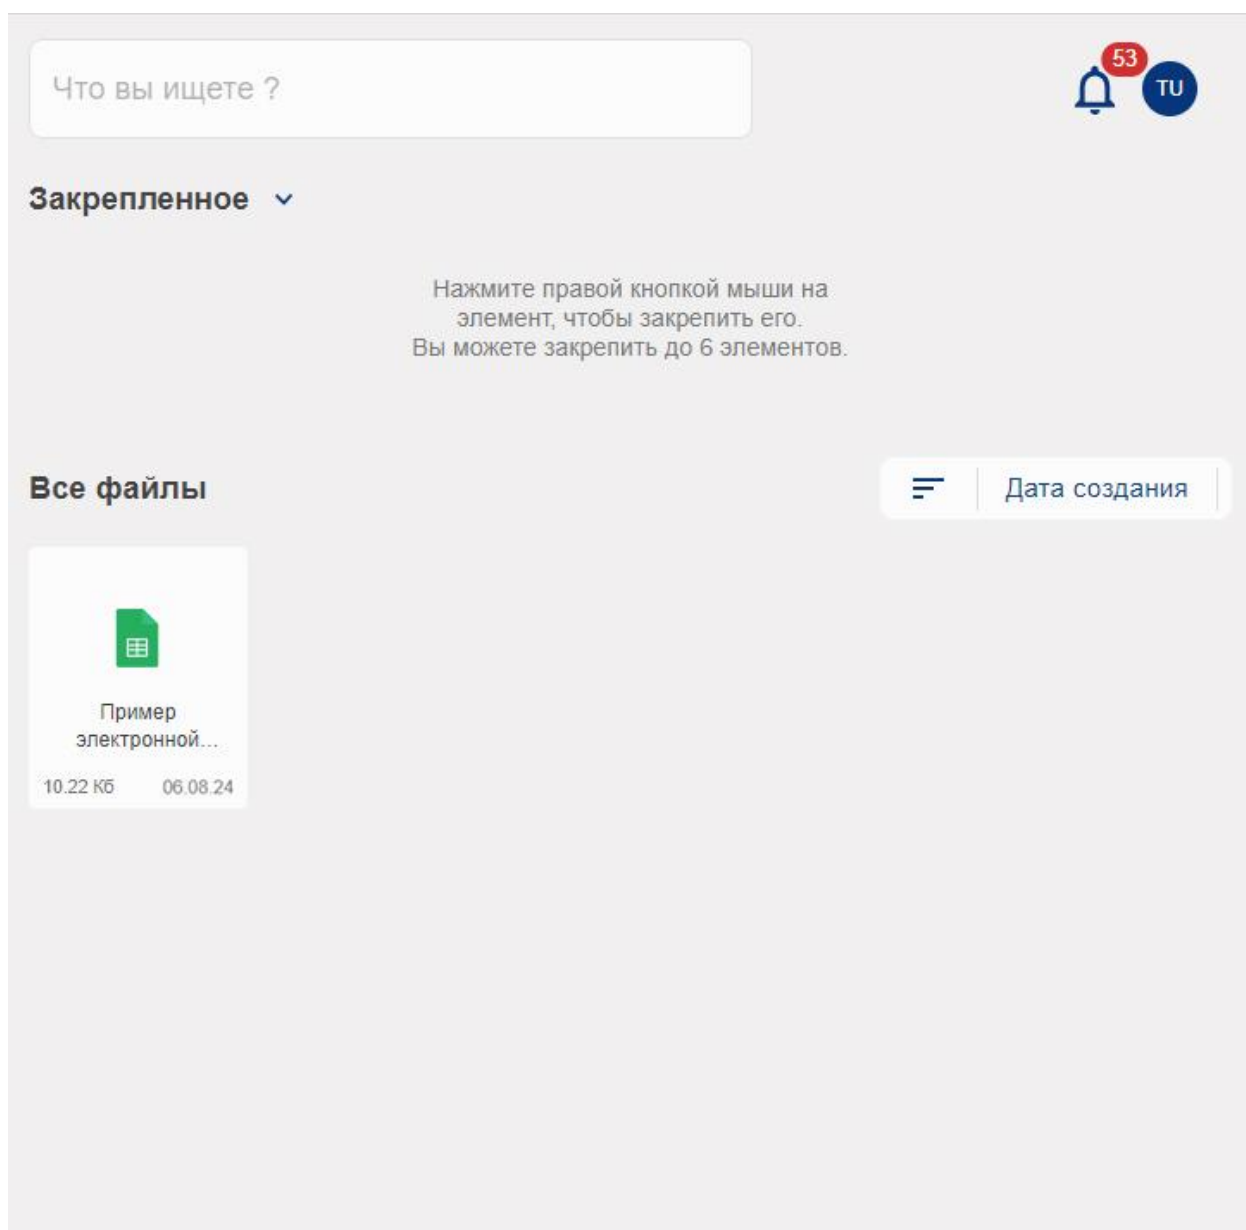 Что вы ищете ?
53
TU
Закрепленное
Нажмите правой кнопкой мыши на
элемент, чтобы закрепить его.
Вы можете закрепить до 6 элементов.
Все файлы
Дата создания
Пример
электронной...
10.22 Кб 06.08.24